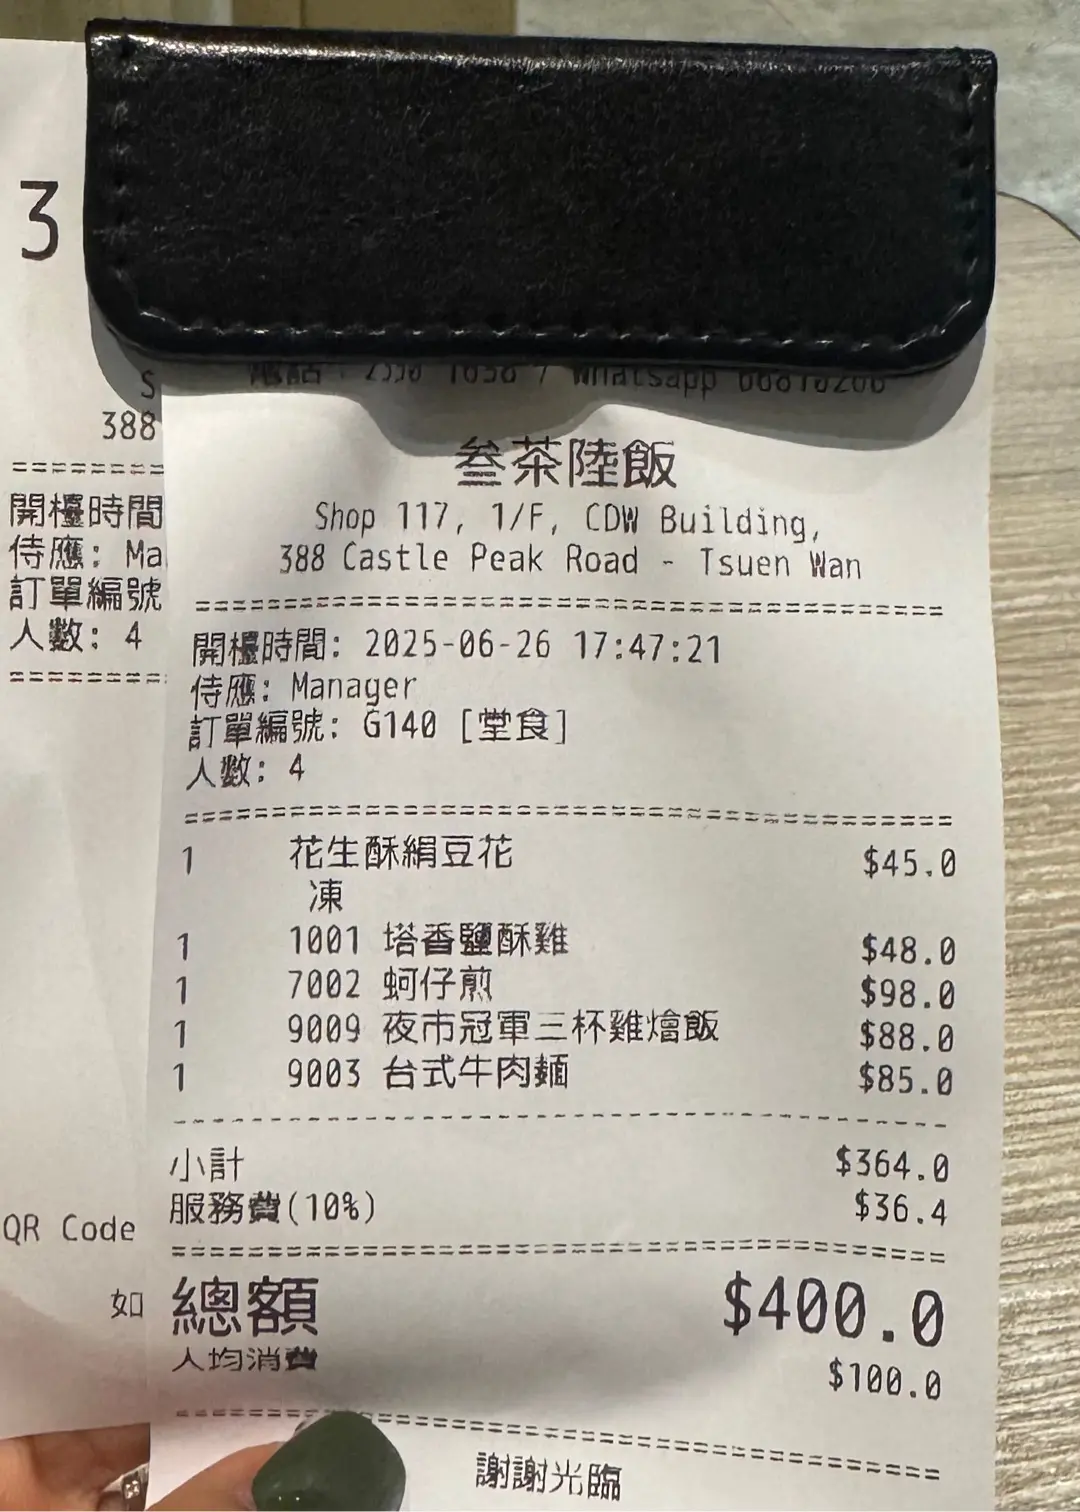 3
S
388
開檯時間
侍應: Ma
訂單編號
人數: 4
QR Code
如
電話 : 2390 1638 / Whatsapp 66810206
叁茶陸飯
Shop 117, 1/F, CDW Building,
388 Castle Peak Road - Tsuen Wan
===========================================
開檯時間: 2025-06-26 17:47:21
侍應: Manager
訂單編號: G140 [堂食]
人數: 4
===========================================
1 花生酥絹豆花 $45.0
凍
1 1001 塔香鹽酥雞 $48.0
1 7002 蚵仔煎 $98.0
1 9009 夜市冠軍三杯雞燴飯 $88.0
1 9003 台式牛肉麵 $85.0
-------------------------------------------
小計 $364.0
服務費(10%) $36.4
===========================================
總額 $400.0
人均消費 $100.0
===========================================
謝謝光臨